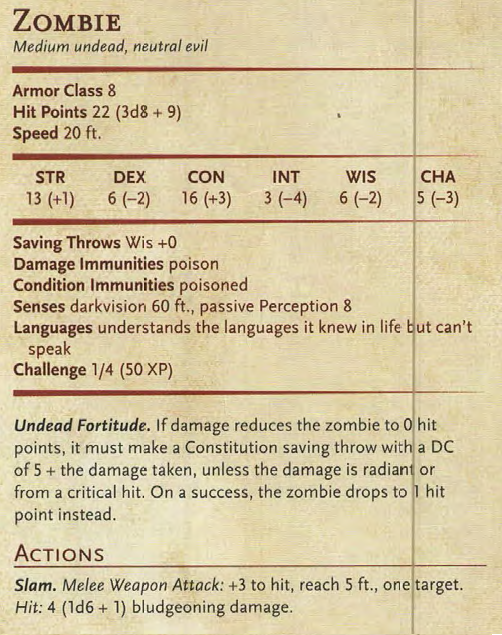 ZOMBIE
Medium undead, neutral evil
Armor Class 8
Hit Points 22 (3d8 + 9)
Speed 20 ft.
STR DEX CON INT WIS CHA
13 (+1) 6 (–2) 16 (+3) 3 (–4) 6 (–2) 5 (–3)
Saving Throws Wis +0
Damage Immunities poison
Condition Immunities poisoned
Senses darkvision 60 ft., passive Perception 8
Languages understands the languages it knew in life but can't
speak
Challenge 1/4 (50 XP)
Undead Fortitude. If damage reduces the zombie to 0 hit
points, it must make a Constitution saving throw with a DC
of 5 + the damage taken, unless the damage is radiant or
from a critical hit. On a success, the zombie drops to 1 hit
point instead.
ACTIONS
Slam. Melee Weapon Attack: +3 to hit, reach 5 ft., one target.
Hit: 4 (1d6 + 1) bludgeoning damage.